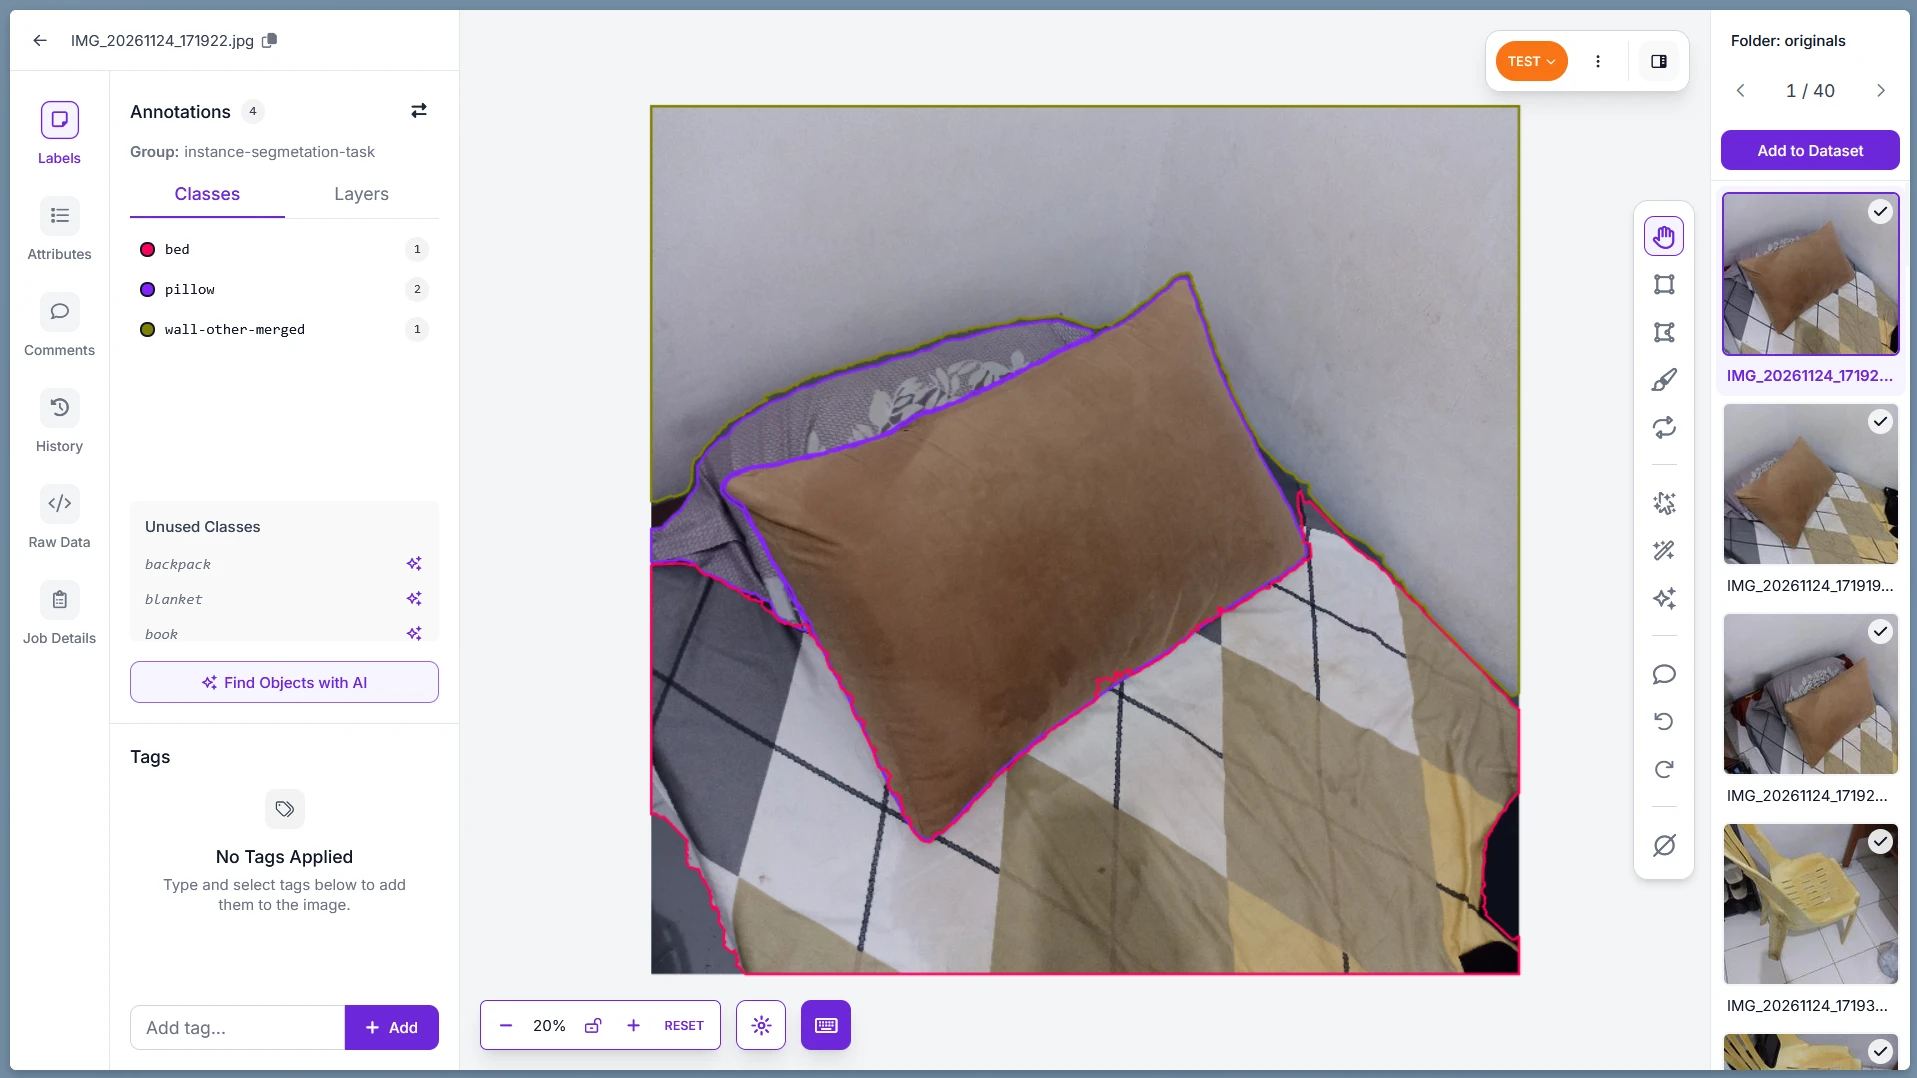 IMG_20261124_171922.jpg
Labels
Attributes
Comments
History
Raw Data
Job Details
Annotations 4
Group: instance-segmetation-task
Classes Layers
bed 1
pillow 2
wall-other-merged 1
Unused Classes
backpack
blanket
book
Find Objects with AI
Tags
No Tags Applied
Type and select tags below to add
them to the image.
Add tag...
+ Add
20%
RESET
TEST
Folder: originals
1 / 40
Add to Dataset
IMG_20261124_17192...
IMG_20261124_171919...
IMG_20261124_17192...
IMG_20261124_17193...